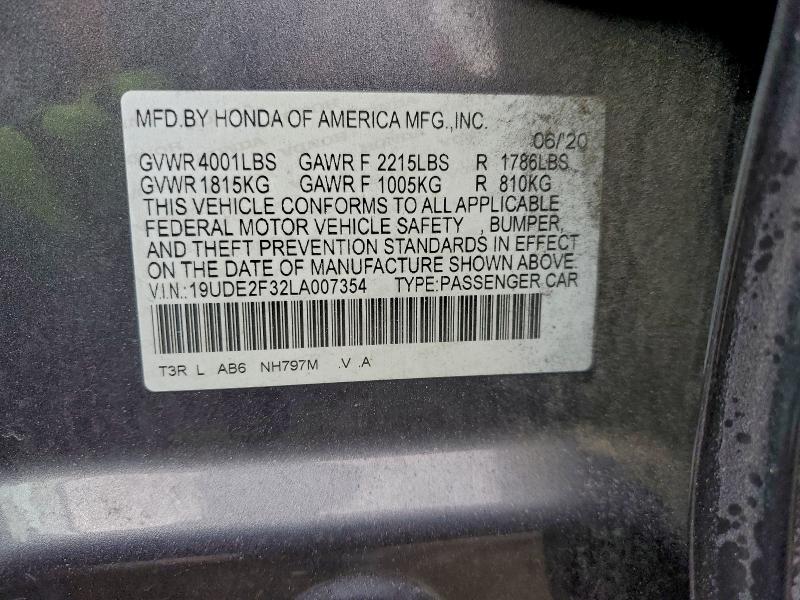 MFD.BY HONDA OF AMERICA MFG.,INC.
06/'20
GVWR 4001LBS GAWR F 2215LBS R 1786LBS
GVWR 1815KG GAWR F 1005KG R 810KG
THIS VEHICLE CONFORMS TO ALL APPLICABLE
FEDERAL MOTOR VEHICLE SAFETY , BUMPER,
AND THEFT PREVENTION STANDARDS IN EFFECT
ON THE DATE OF MANUFACTURE SHOWN ABOVE.
V.I.N.: 19UDE2F32LA007354 TYPE:PASSENGER CAR
T3R L AB6 NH797M .V .A